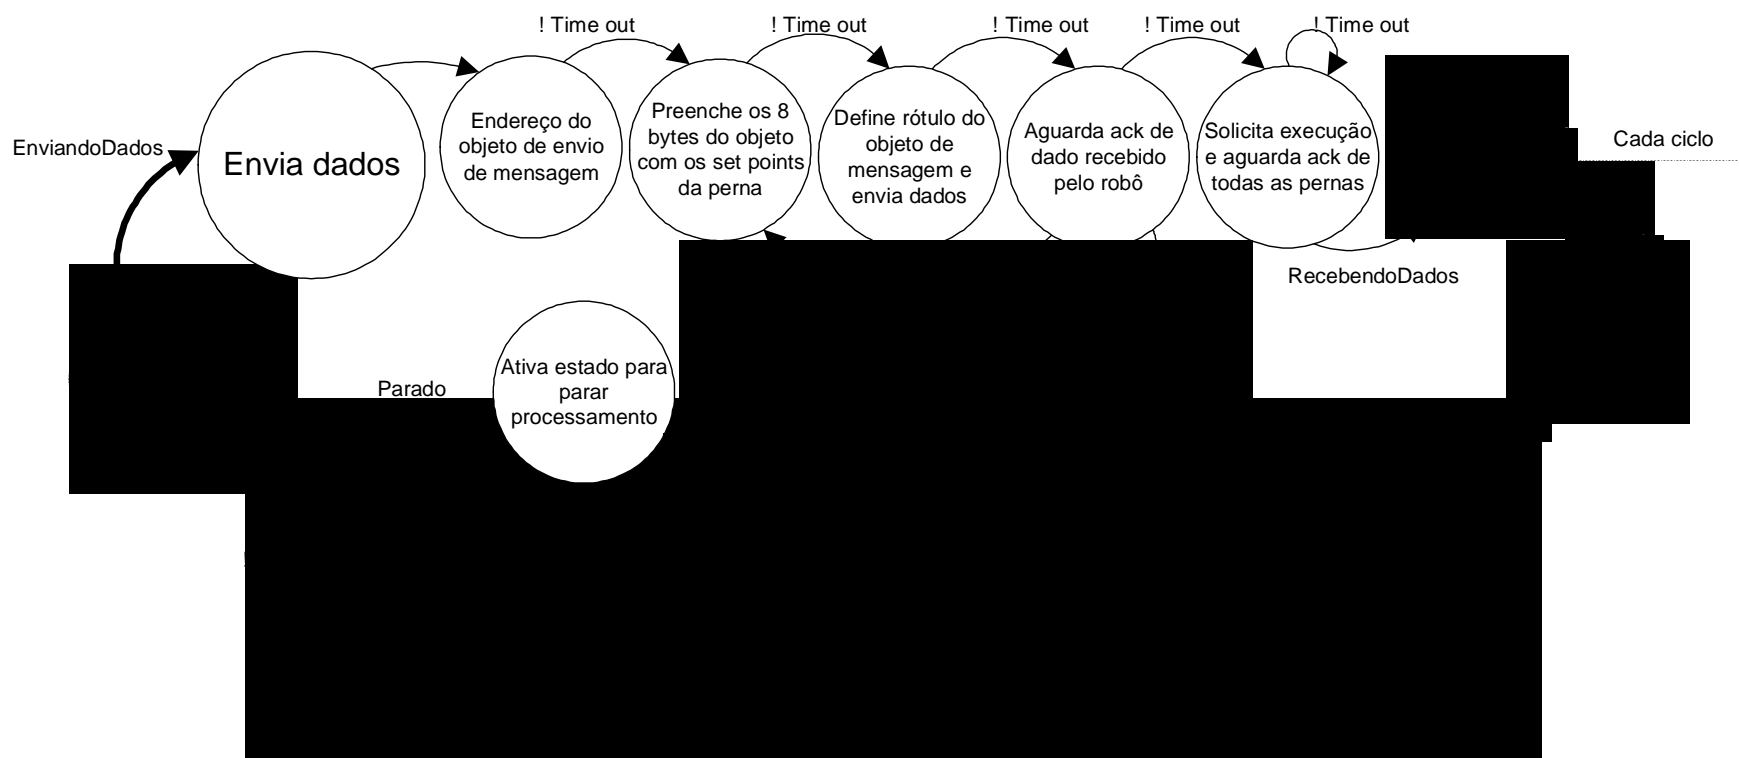 ! Time out
! Time out
! Time out
! Time out
! Time out
EnviandoDados
Envia dados
Endereço do
objeto de envio
de mensagem
Preenche os 8
bytes do objeto
com os set points
da perna
Define rótulo do
objeto de
mensagem e
envia dados
Aguarda ack de
dado recebido
pelo robô
Solicita execução
e aguarda ack de
todas as pernas
Cada ciclo
RecebendoDados
Parado
Ativa estado para
parar
processamento